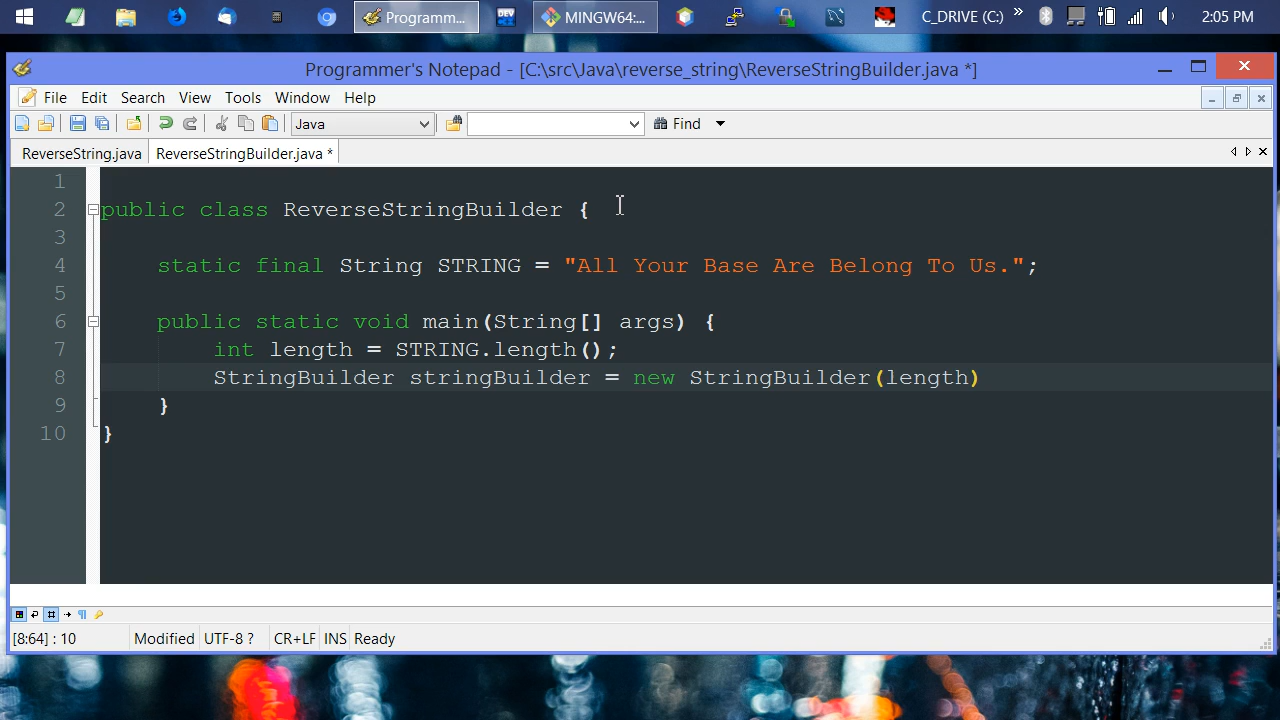 Programm... MINGW64:... C_DRIVE (C:) » 2:05 PM
Programmer's Notepad - [C:\src\Java\reverse_string\ReverseStringBuilder.java *]
File Edit Search View Tools Window Help
Java Find
ReverseString.java ReverseStringBuilder.java *
1
2 public class ReverseStringBuilder {
3
4 static final String STRING = "All Your Base Are Belong To Us.";
5
6 public static void main(String[] args) {
7 int length = STRING.length();
8 StringBuilder stringBuilder = new StringBuilder(length)
9 }
10 }
[8:64] : 10 Modified UTF-8 ? CR+LF INS Ready